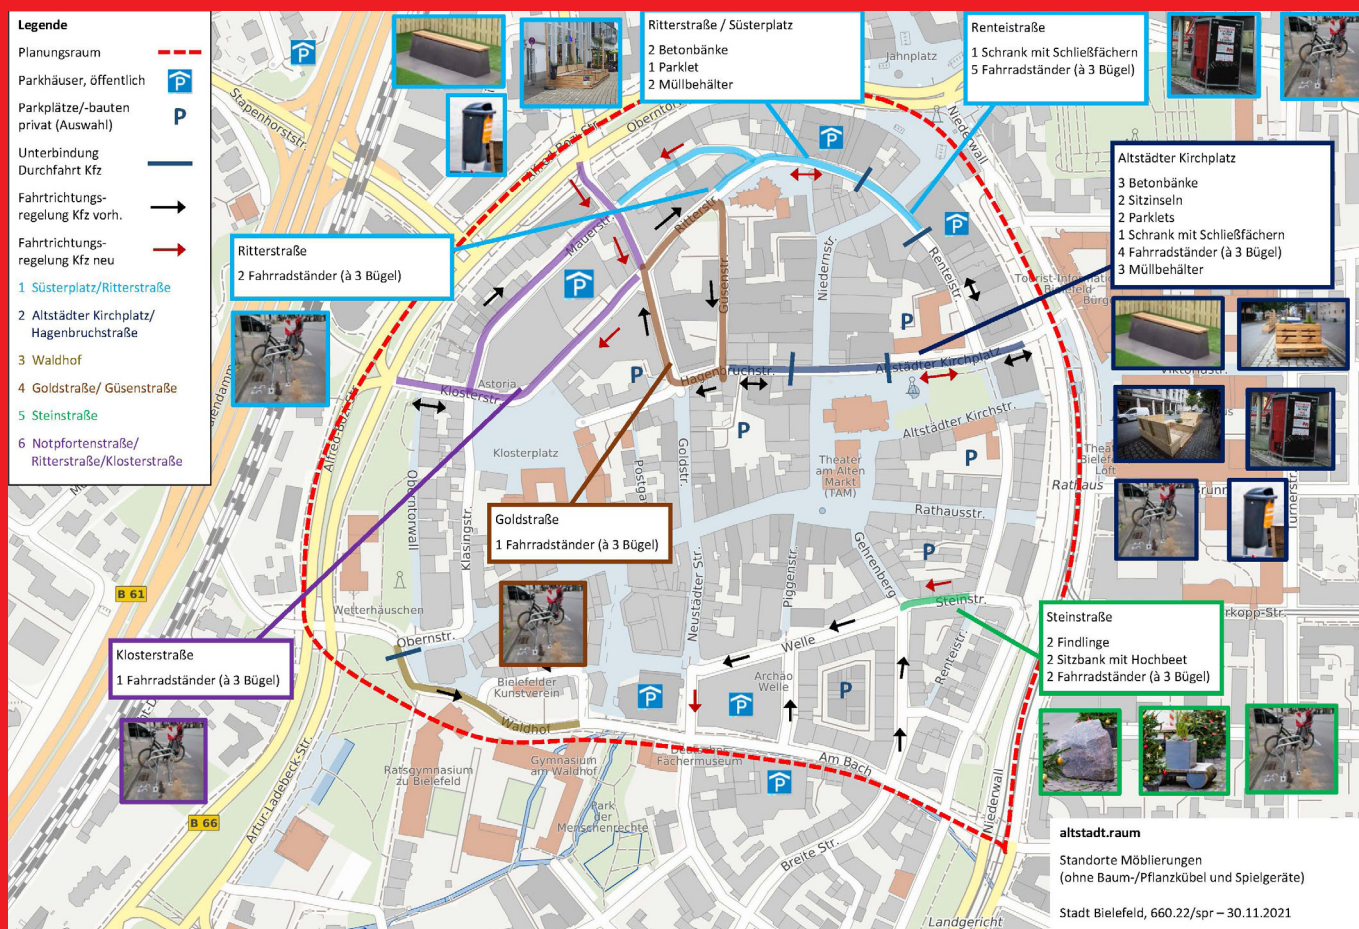 Legende
Planungsraum
Parkhäuser, öffentlich
P
Parkplätze/-bauten
privat (Auswahl)
P
Unterbindung
Durchfahrt Kfz
Fahrtrichtungs-
regelung Kfz vorh.
Fahrtrichtungs-
regelung Kfz neu
1 Süsterplatz/Ritterstraße
2 Altstädter Kirchplatz/
Hagenbruchstraße
3 Waldhof
4 Goldstraße/ Güsenstraße
5 Steinstraße
6 Notpfortenstraße/
Ritterstraße/Klosterstraße
Ritterstraße / Süsterplatz
2 Betonbänke
1 Parklet
2 Müllbehälter
Renteistraße
1 Schrank mit Schließfächern
5 Fahrradständer (à 3 Bügel)
Altstädter Kirchplatz
3 Betonbänke
2 Sitzinseln
2 Parklets
1 Schrank mit Schließfächern
4 Fahrradständer (à 3 Bügel)
3 Müllbehälter
Ritterstraße
2 Fahrradständer (à 3 Bügel)
Goldstraße
1 Fahrradständer (à 3 Bügel)
Klosterstraße
1 Fahrradständer (à 3 Bügel)
Steinstraße
2 Findlinge
2 Sitzbank mit Hochbeet
2 Fahrradständer (à 3 Bügel)
Stapenhorststr.
Jahnplatz
Niederwall
Mauerstr.
Ritterstr.
Güsenstr.
Niedernstr.
Renteistr.
Hagenbruchstr.
Altstädter Kirchplatz
Altstädter Kirchstr.
Astoria
Klosterstr.
Klosterplatz
Goldstr.
Theater
am Alten
Markt
(TAM)
Rathaus
Rathausstr.
Oberntorwall
Klasingstr.
Neustädter Str.
Piggenstr.
Gehrenberg
Steinstr.
Renteistr.
Wetterhäuschen
Obernstr.
Welle
Archäo
Welle
Bielefelder
Kunstverein
Waldhof
Ratsgymnasium
zu Bielefeld
Gymnasium
am Waldhof
Deutsches
Fächermuseum
Am Bach
Park
der
Menschenrechte
Breite Str.
Niederwall
Artur-Ladebeck-Str.
Turnerstr.
Landgericht
B 61
B 66
altstadt.raum
Standorte Möblierungen
(ohne Baum-/Pflanzkübel und Spielgeräte)
Stadt Bielefeld, 660.22/spr – 30.11.2021